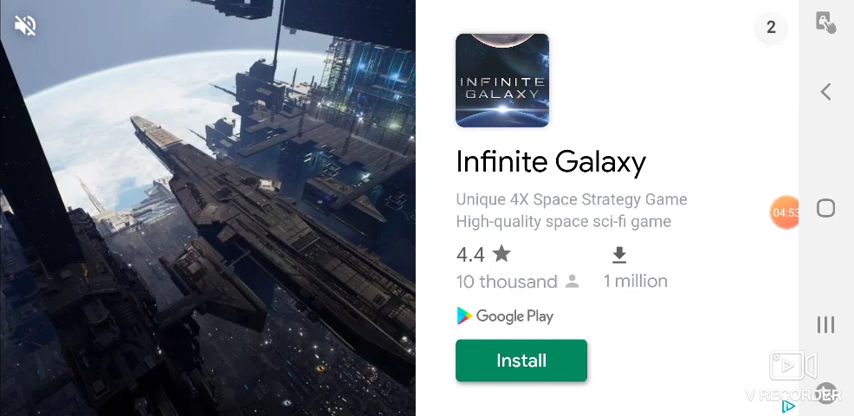 2
INFINITE
GALAXY
Infinite Galaxy
Unique 4X Space Strategy Game
High-quality space sci-fi game
4.4
10 thousand
1 million
Google Play
Install
04:53
V RECORDER